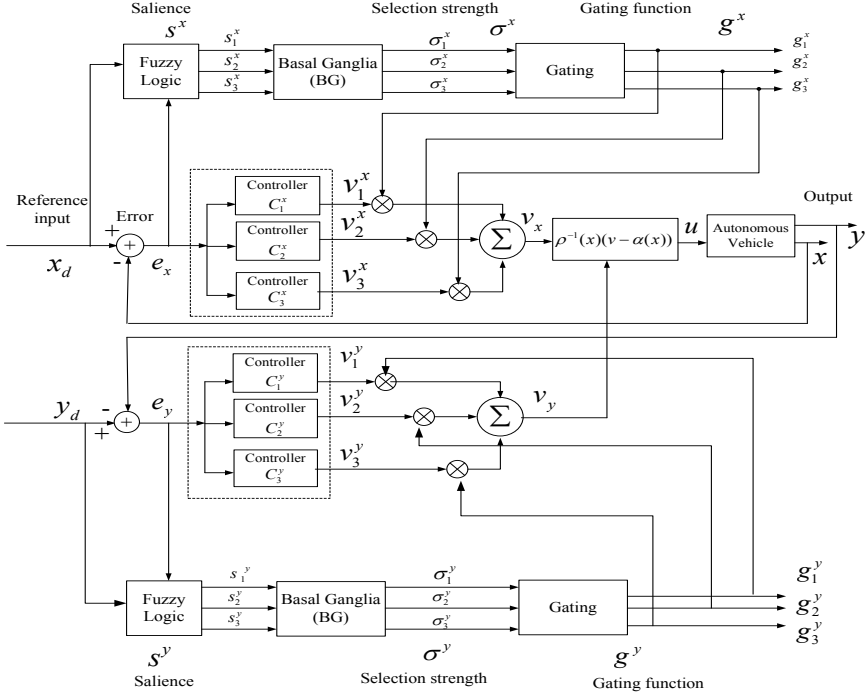 Salience Selection strength Gating function
s^x σ^x g^x
Fuzzy Logic
s_1^x
s_2^x
s_3^x
Basal Ganglia (BG)
σ_1^x
σ_2^x
σ_3^x
Gating
g_1^x
g_2^x
g_3^x
Reference input
x_d
+
-
+
Error
e_x
Controller C_1^x
Controller C_2^x
Controller C_3^x
v_1^x
v_2^x
v_3^x
Σ
v_x
ρ^{-1}(x)(v-α(x))
u
Autonomous Vehicle
Output
y
x
y_d
-
+
+
e_y
Controller C_1^y
Controller C_2^y
Controller C_3^y
v_1^y
v_2^y
v_3^y
Σ
v_y
Fuzzy Logic
s_1^y
s_2^y
s_3^y
Basal Ganglia (BG)
σ_1^y
σ_2^y
σ_3^y
Gating
g_1^y
g_2^y
g_3^y
s^y σ^y g^y
Salience Selection strength Gating function